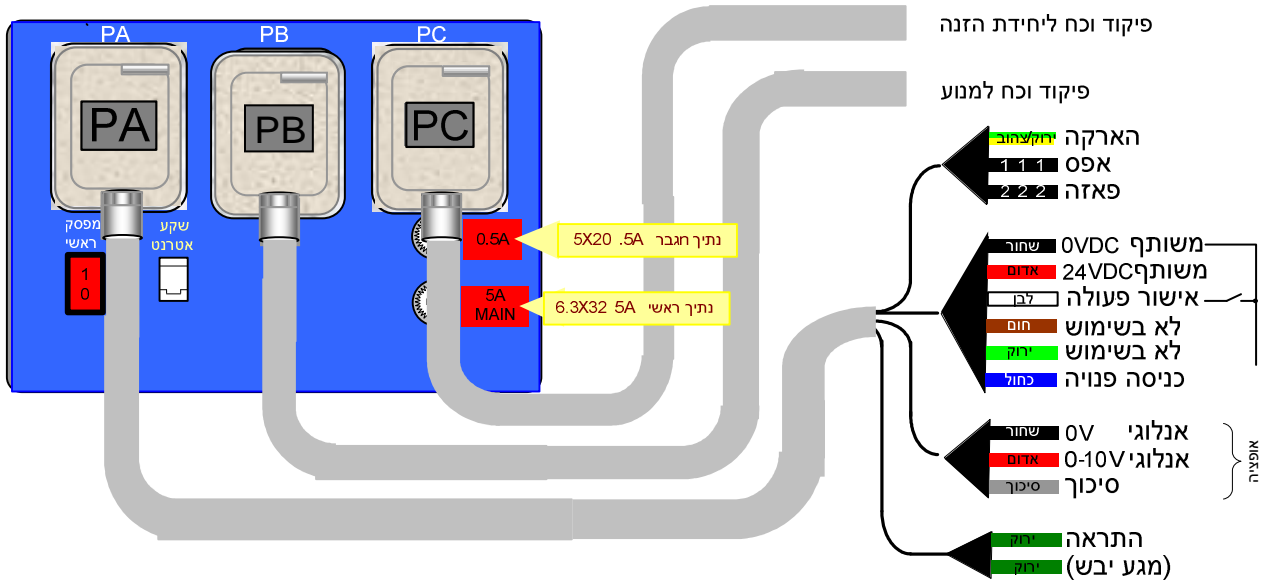 PA
PB
PC
PA
PB
PC
מפסק
ראשי
שקע
אטרנט
1
0
0.5A
נתיך חגבר 5X20 .5A
5A
MAIN
נתיך ראשי 6.3X32 5A
פיקוד וכח ליחידת הזנה
פיקוד וכח למנוע
ירוק/צהוב הארקה
1 1 1 אפס
2 2 2 פאזה
שחור 0VDC משותף
אדום 24VDC משותף
לבן אישור פעולה
חום לא בשימוש
ירוק לא בשימוש
כחול כניסה פנויה
שחור 0V אנלוגי
אדום 0-10V אנלוגי
סיכוך סיכוך
אופציה
ירוק התראה
ירוק (מגע יבש)